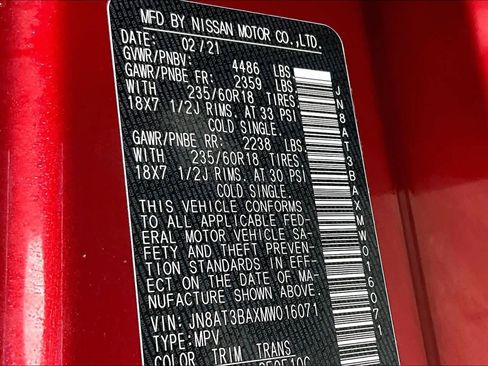 MFD BY NISSAN MOTOR CO.,LTD.
DATE: 02/21
GVWR/PNBV: 4486 LBS
GAWR/PNBE FR: 2359 LBS
WITH 235/60R18 TIRES.
18X7 1/2J RIMS. AT 33 PSI
COLD SINGLE.
GAWR/PNBE RR: 2238 LBS
WITH 235/60R18 TIRES.
18X7 1/2J RIMS. AT 30 PSI
COLD SINGLE.
THIS VEHICLE CONFORMS
TO ALL APPLICABLE FED-
ERAL MOTOR VEHICLE SA-
FETY AND THEFT PREVEN-
TION STANDARDS IN EFF-
ECT ON THE DATE OF MA-
NUFACTURE SHOWN ABOVE.
VIN: JN8AT3BAXMW016071
TYPE: MPV
COLOR TRIM TRANS
JN8AT3BAXMW016071